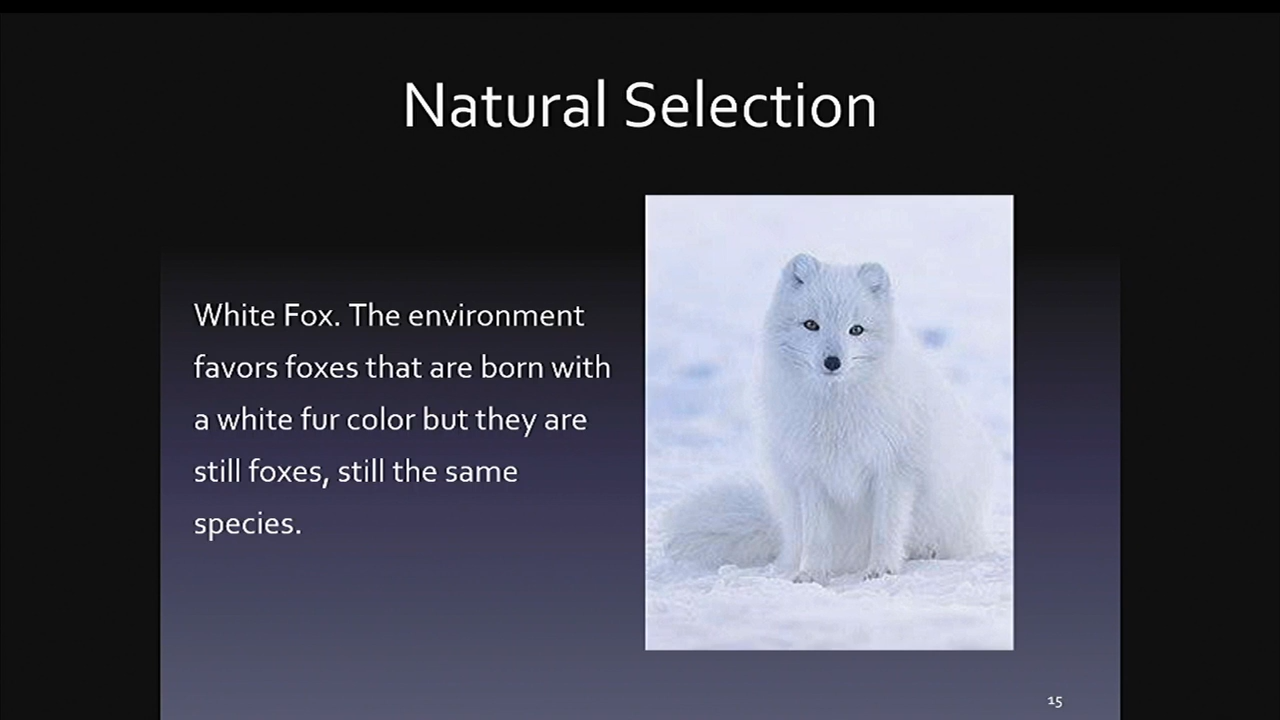 Natural Selection
White Fox. The environment
favors foxes that are born with
a white fur color but they are
still foxes, still the same
species.
15